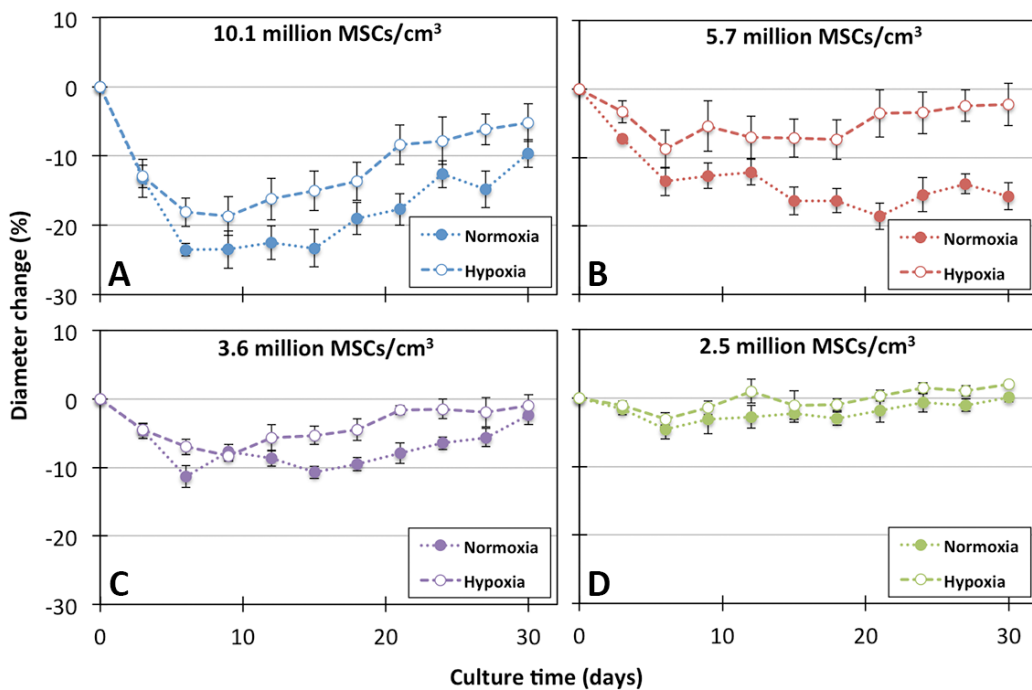 10.1 million MSCs/cm³
5.7 million MSCs/cm³
10
0
-10
-20
-30
Normoxia
Hypoxia
A
Normoxia
Hypoxia
B
Diameter change (%)
3.6 million MSCs/cm³
2.5 million MSCs/cm³
10
0
-10
-20
-30
Normoxia
Hypoxia
C
Normoxia
Hypoxia
D
0 10 20 30
0 10 20 30
Culture time (days)